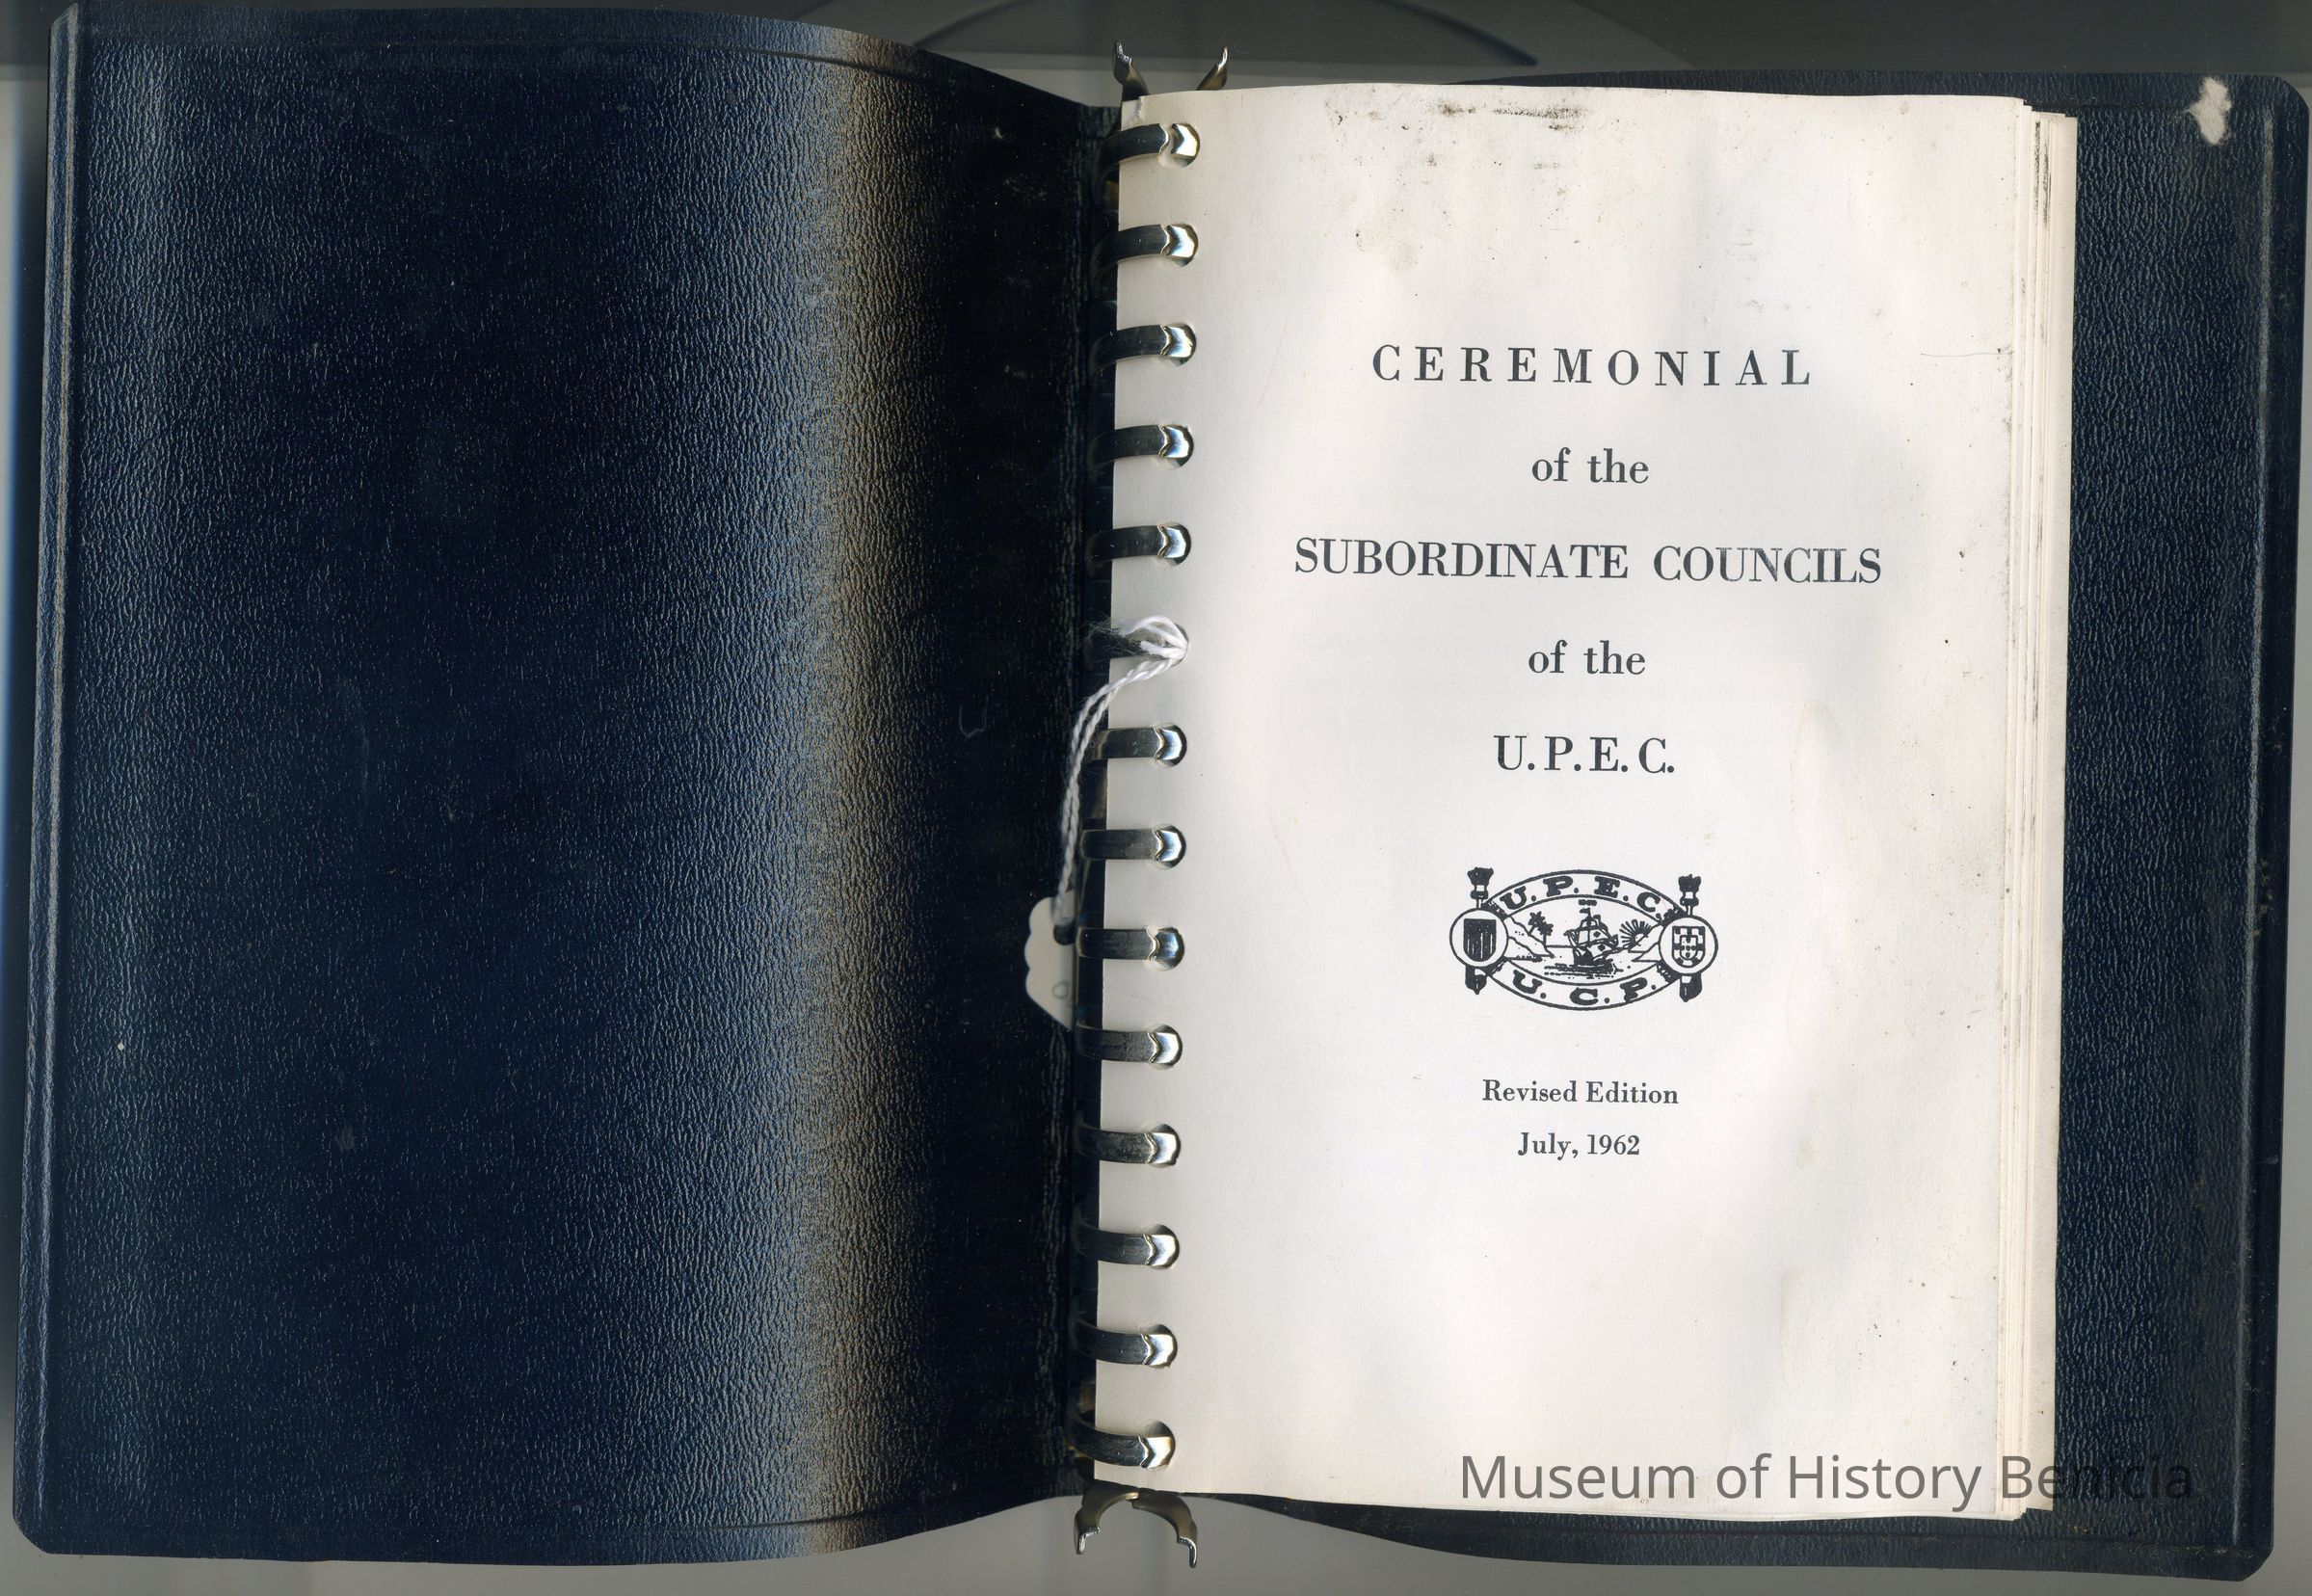 CEREMONIAL
of the
SUBORDINATE COUNCILS
of the
U.P.E.C.
U.P.E.C.
U.C.P.
Revised Edition
July, 1962
Museum of History Benicia